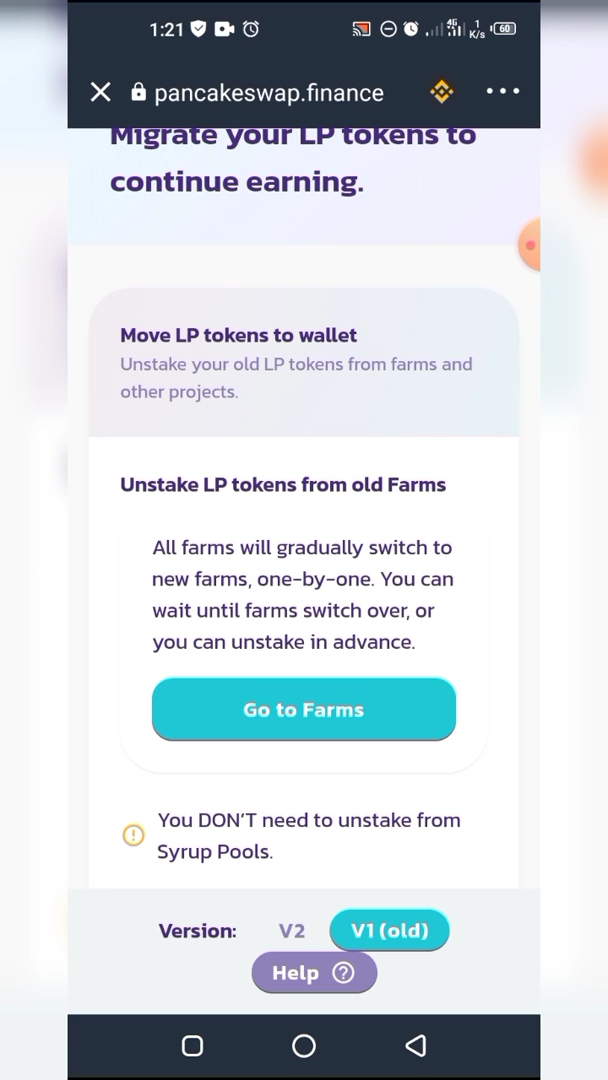 1:21
4G 1 K/s 60
pancakeswap.finance
Migrate your LP tokens to
continue earning.
Move LP tokens to wallet
Unstake your old LP tokens from farms and
other projects.
Unstake LP tokens from old Farms
All farms will gradually switch to
new farms, one-by-one. You can
wait until farms switch over, or
you can unstake in advance.
Go to Farms
You DON'T need to unstake from
Syrup Pools.
Version: V2 V1 (old)
Help ?